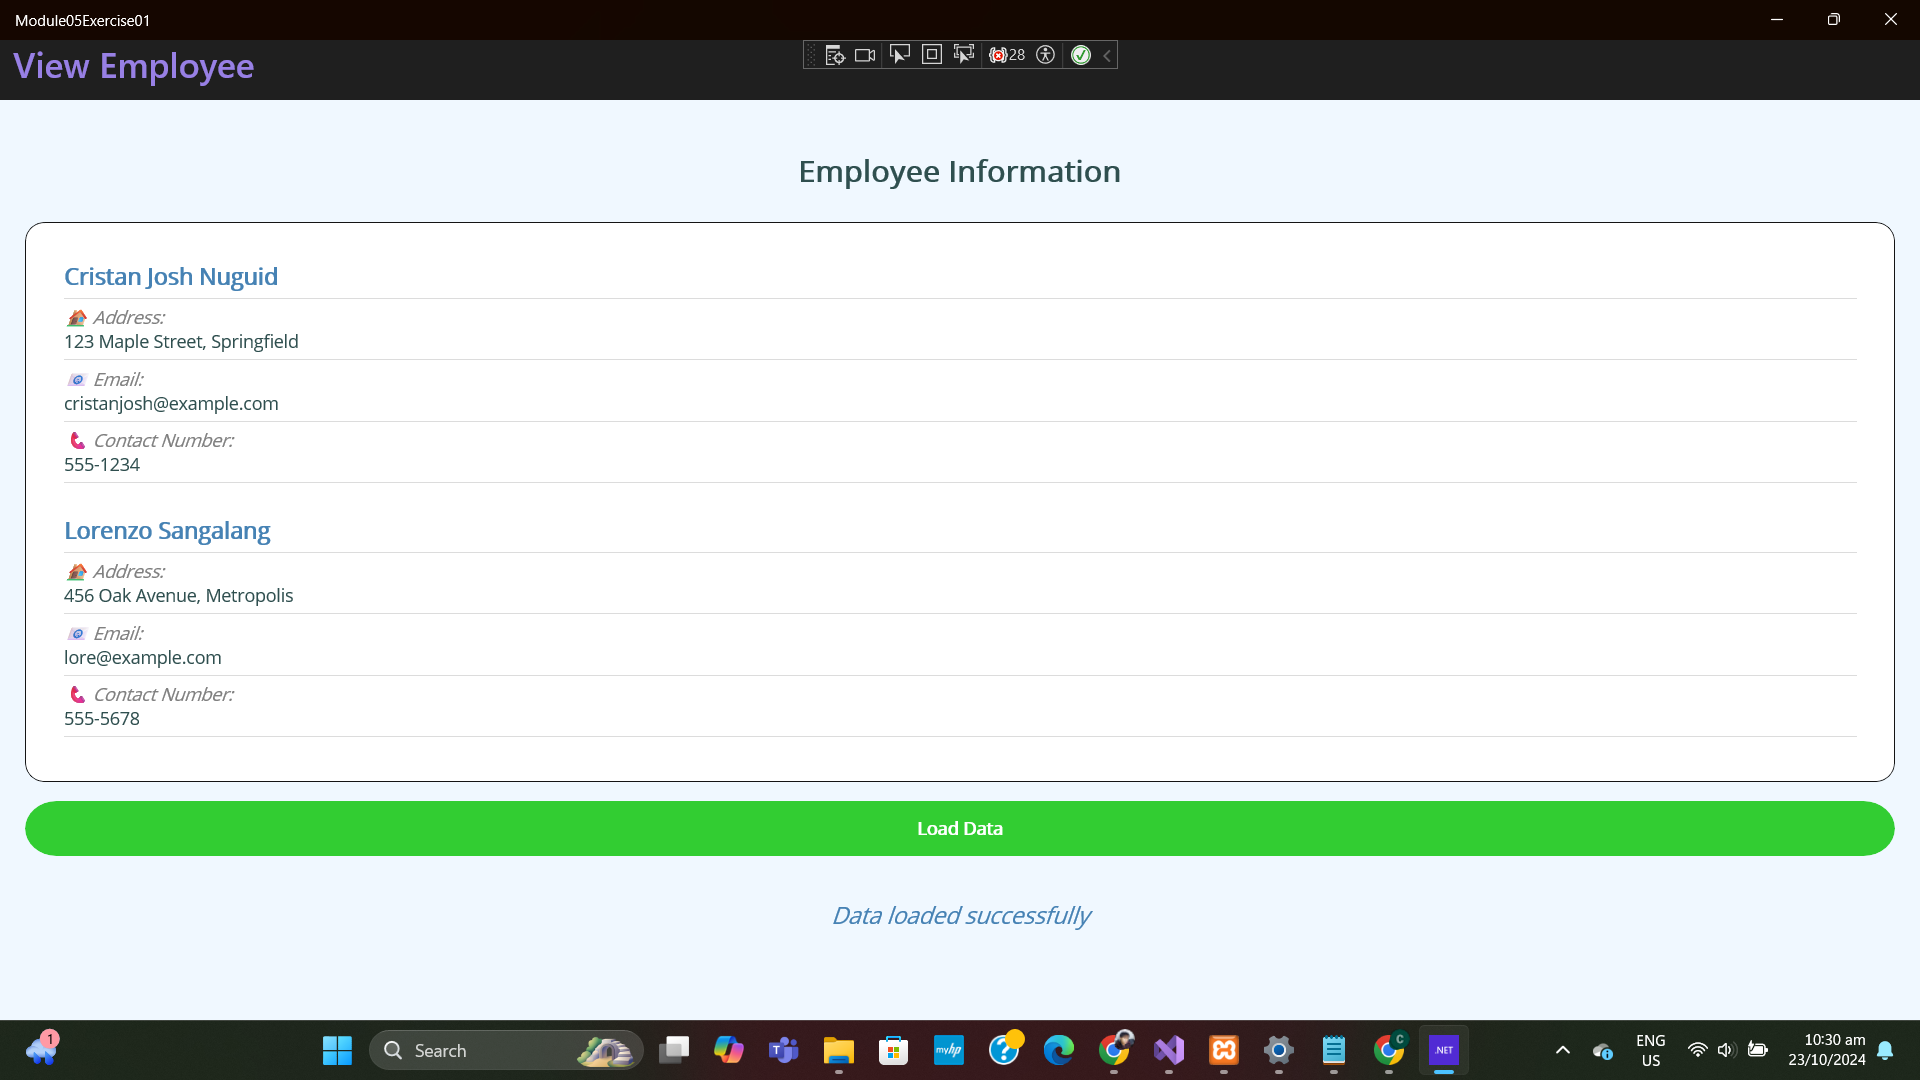 Module05Exercise01
View Employee
28
Employee Information
Cristan Josh Nuguid
Address:
123 Maple Street, Springfield
Email:
cristanjosh@example.com
Contact Number:
555-1234
Lorenzo Sangalang
Address:
456 Oak Avenue, Metropolis
Email:
lore@example.com
Contact Number:
555-5678
Load Data
Data loaded successfully
1
Search
T
myhp
?
C
.NET
ENG
US
10:30 am
23/10/2024